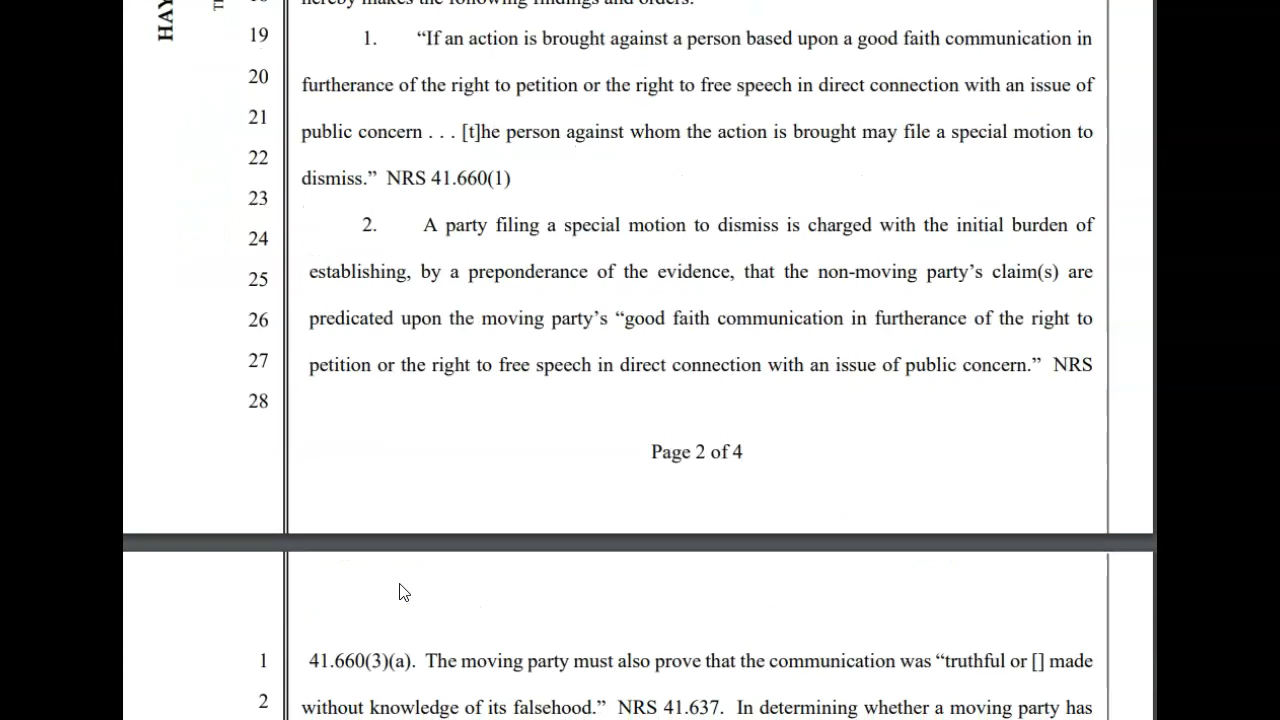 HAY
hereby makes the following findings and orders:
19 1. “If an action is brought against a person based upon a good faith communication in
20 furtherance of the right to petition or the right to free speech in direct connection with an issue of
21 public concern . . . [t]he person against whom the action is brought may file a special motion to
22 dismiss.” NRS 41.660(1)
23
24 2. A party filing a special motion to dismiss is charged with the initial burden of
25 establishing, by a preponderance of the evidence, that the non-moving party’s claim(s) are
26 predicated upon the moving party’s “good faith communication in furtherance of the right to
27 petition or the right to free speech in direct connection with an issue of public concern.” NRS
28
Page 2 of 4
1 41.660(3)(a). The moving party must also prove that the communication was “truthful or [] made
2 without knowledge of its falsehood.” NRS 41.637. In determining whether a moving party has